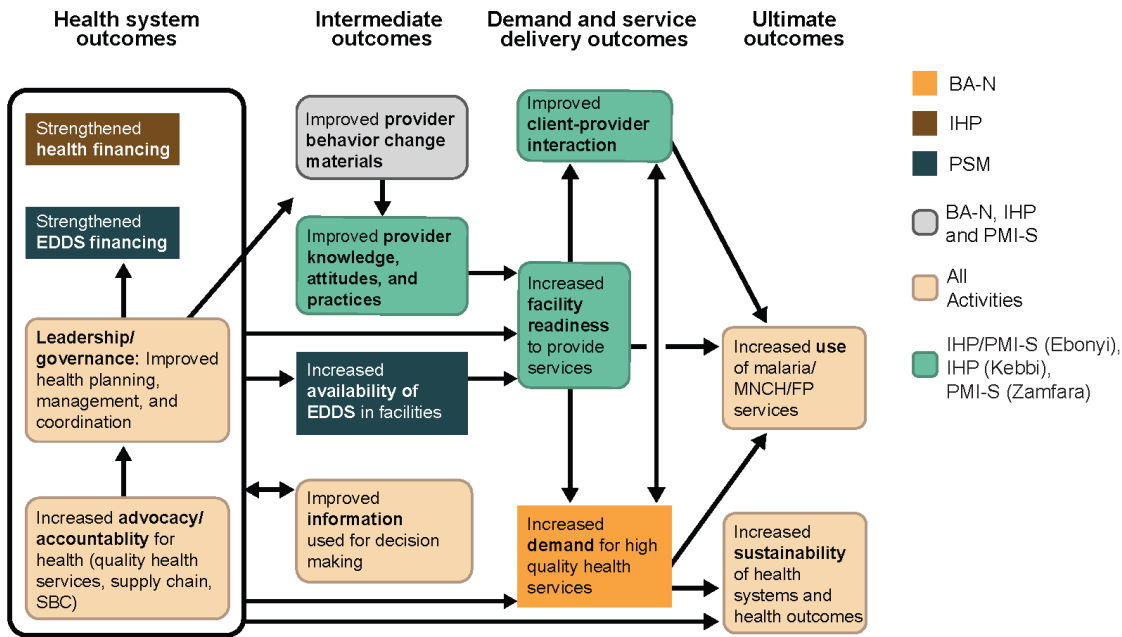 Health system
outcomes
Intermediate
outcomes
Demand and service
delivery outcomes
Ultimate
outcomes
Strengthened
health financing
Strengthened
EDDS financing
Leadership/
governance: Improved
health planning,
management, and
coordination
Increased advocacy/
accountablity for
health (quality health
services, supply chain,
SBC)
Improved provider
behavior change
materials
Improved provider
knowledge,
attitudes, and
practices
Increased
availability of
EDDS in facilities
Improved
information
used for decision
making
Improved
client-provider
interaction
Increased
facility
readiness
to provide
services
Increased
demand for high
quality health
services
Increased use
of malaria/
MNCH/FP
services
Increased
sustainability
of health
systems and
health outcomes
BA-N
IHP
PSM
BA-N, IHP
and PMI-S
All
Activities
IHP/PMI-S (Ebonyi),
IHP (Kebbi),
PMI-S (Zamfara)